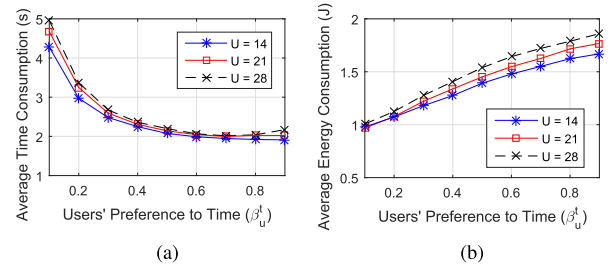 Average Time Consumption (s)
5
4
3
2
1
0.2 0.4 0.6 0.8
Users' Preference to Time (β_u^t)
U = 14
U = 21
U = 28
(a)
Average Energy Consumption (J)
2
1.5
1
0.5
0.2 0.4 0.6 0.8
Users' Preference to Time (β_u^t)
U = 14
U = 21
U = 28
(b)